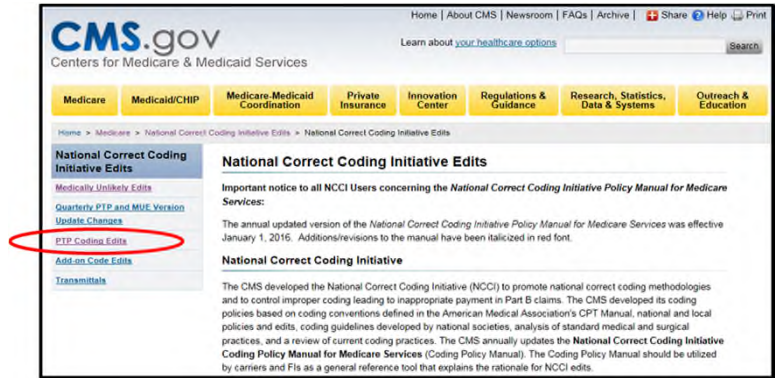 Home | About CMS | Newsroom | FAQs | Archive | Share Help Print
CMS.gov
Centers for Medicare & Medicaid Services
Learn about your healthcare options
Search
Medicare Medicaid/CHIP Medicare-Medicaid Coordination Private Insurance Innovation Center Regulations & Guidance Research, Statistics, Data & Systems Outreach & Education
Home > Medicare > National Correct Coding Initiative Edits > National Correct Coding Initiative Edits
National Correct Coding
Initiative Edits
Medically Unlikely Edits
Quarterly PTP and MUE Version
Update Changes
PTP Coding Edits
Add-on Code Edits
Transmittals
National Correct Coding Initiative Edits
Important notice to all NCCI Users concerning the National Correct Coding Initiative Policy Manual for Medicare
Services:
The annual updated version of the National Correct Coding Initiative Policy Manual for Medicare Services was effective
January 1, 2016. Additions/revisions to the manual have been italicized in red font.
National Correct Coding Initiative
The CMS developed the National Correct Coding Initiative (NCCI) to promote national correct coding methodologies
and to control improper coding leading to inappropriate payment in Part B claims. The CMS developed its coding
policies based on coding conventions defined in the American Medical Association's CPT Manual, national and local
policies and edits, coding guidelines developed by national societies, analysis of standard medical and surgical
practices, and a review of current coding practices. The CMS annually updates the National Correct Coding Initiative
Coding Policy Manual for Medicare Services (Coding Policy Manual). The Coding Policy Manual should be utilized
by carriers and FIs as a general reference tool that explains the rationale for NCCI edits.